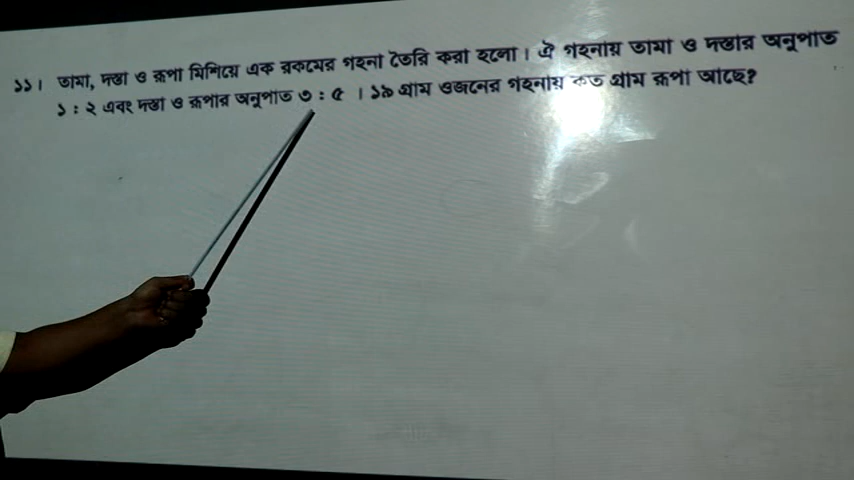 ১১। তামা, দস্তা ও রূপা মিশিয়ে এক রকমের গহনা তৈরি করা হলো। ঐ গহনায় তামা ও দস্তার অনুপাত
১ : ২ এবং দস্তা ও রূপার অনুপাত ৩ : ৫ । ১৯ গ্রাম ওজনের গহনায় কত গ্রাম রূপা আছে?